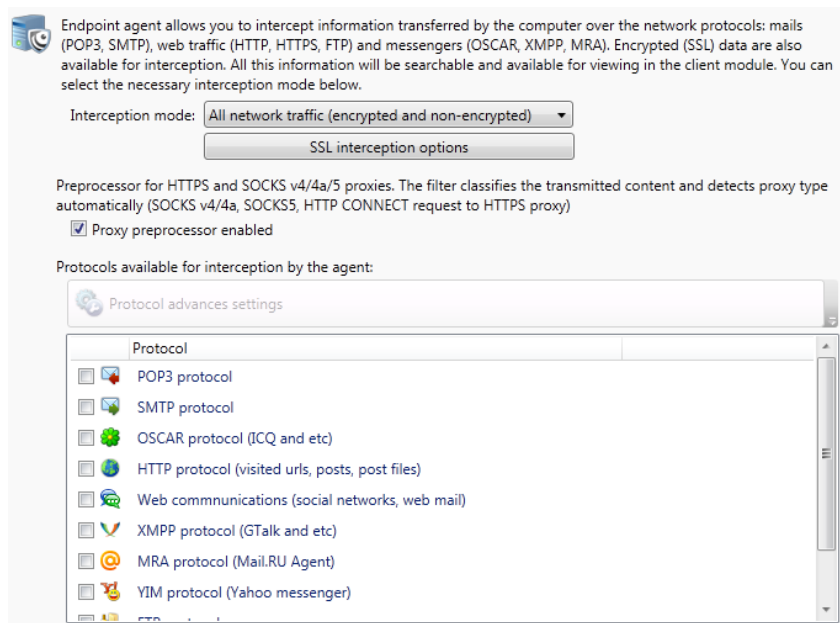 Endpoint agent allows you to intercept information transferred by the computer over the network protocols: mails
(POP3, SMTP), web traffic (HTTP, HTTPS, FTP) and messengers (OSCAR, XMPP, MRA). Encrypted (SSL) data are also
available for interception. All this information will be searchable and available for viewing in the client module. You can
select the necessary interception mode below.
Interception mode: All network traffic (encrypted and non-encrypted)
SSL interception options
Preprocessor for HTTPS and SOCKS v4/4a/5 proxies. The filter classifies the transmitted content and detects proxy type
automatically (SOCKS v4/4a, SOCKS5, HTTP CONNECT request to HTTPS proxy)
Proxy preprocessor enabled
Protocols available for interception by the agent:
Protocol advances settings
Protocol
POP3 protocol
SMTP protocol
OSCAR protocol (ICQ and etc)
HTTP protocol (visited urls, posts, post files)
Web commnunications (social networks, web mail)
XMPP protocol (GTalk and etc)
MRA protocol (Mail.RU Agent)
YIM protocol (Yahoo messenger)